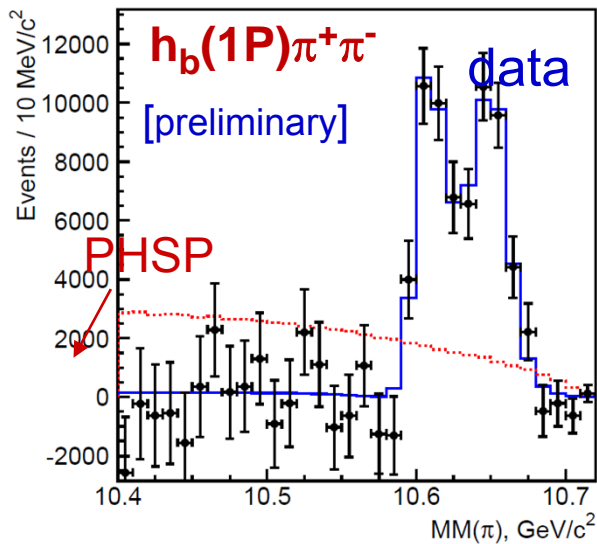 h_b(1P)π⁺π⁻
data
[preliminary]
PHSP
Events / 10 MeV/c²
12000
10000
8000
6000
4000
2000
0
-2000
10.4
10.5
10.6
10.7
MM(π), GeV/c²